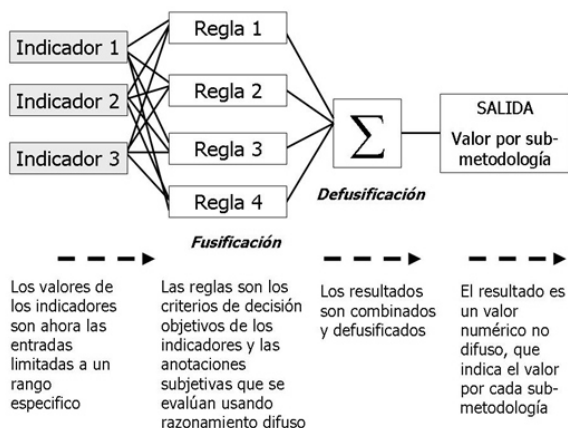 Indicador 1
Indicador 2
Indicador 3
Regla 1
Regla 2
Regla 3
Regla 4
Fusificación
Σ
Defusificación
SALIDA
Valor por sub-
metodología
Los valores de
los indicadores
son ahora las
entradas
limitadas a un
rango
especifico
Las reglas son los
criterios de decisión
objetivos de los
indicadores y las
anotaciones
subjetivas que se
evalúan usando
razonamiento difuso
Los resultados
son combinados
y defusificados
El resultado es
un valor
numérico no
difuso, que
indica el valor
por cada sub-
metodología